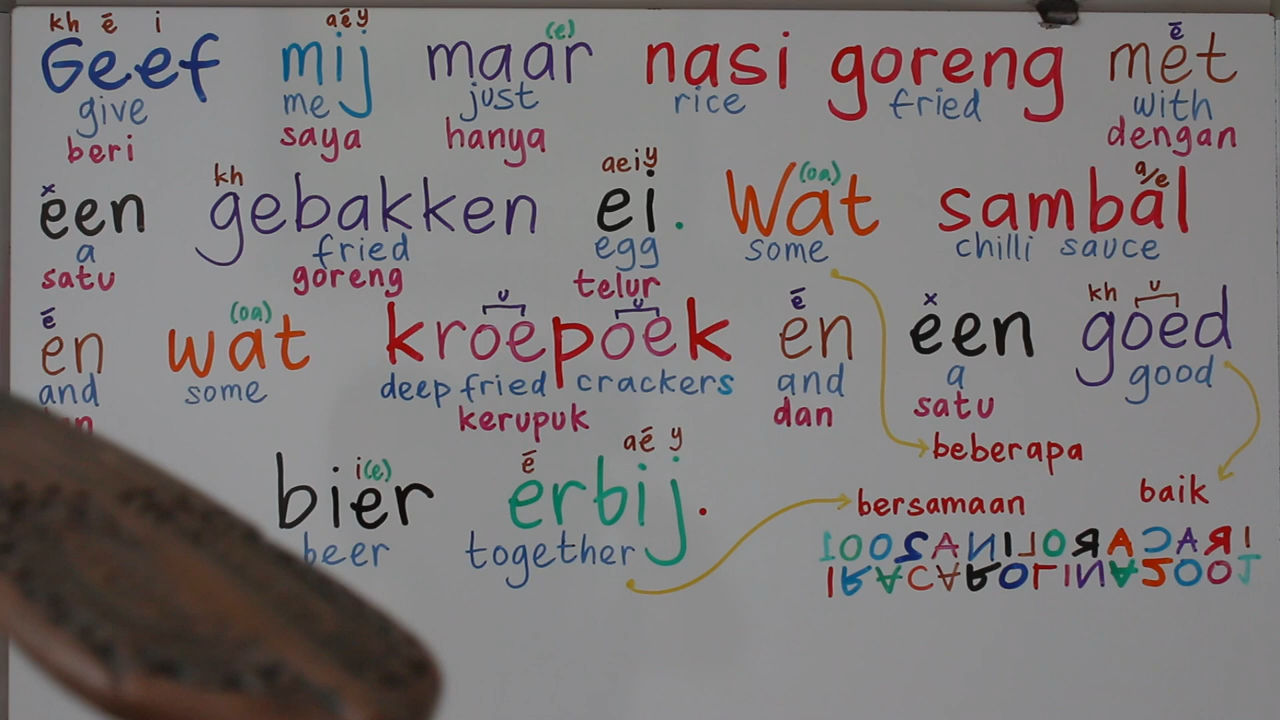 kh ē i aéy (e) ē
Geef mij maar nasi goreng met
give me just rice fried with
beri saya hanya dengan
x kh aeiy (oa) a/e
een gebakken ei. Wat sambal
a fried egg some chilli sauce
satu goreng telur
ē (oa) u u ē x kh u
en wat kroepoek en een goed
and some deep fried crackers and a good
kerupuk dan satu
beberapa
i(e) ē aé y
bier erbij.
beer together
bersamaan baik